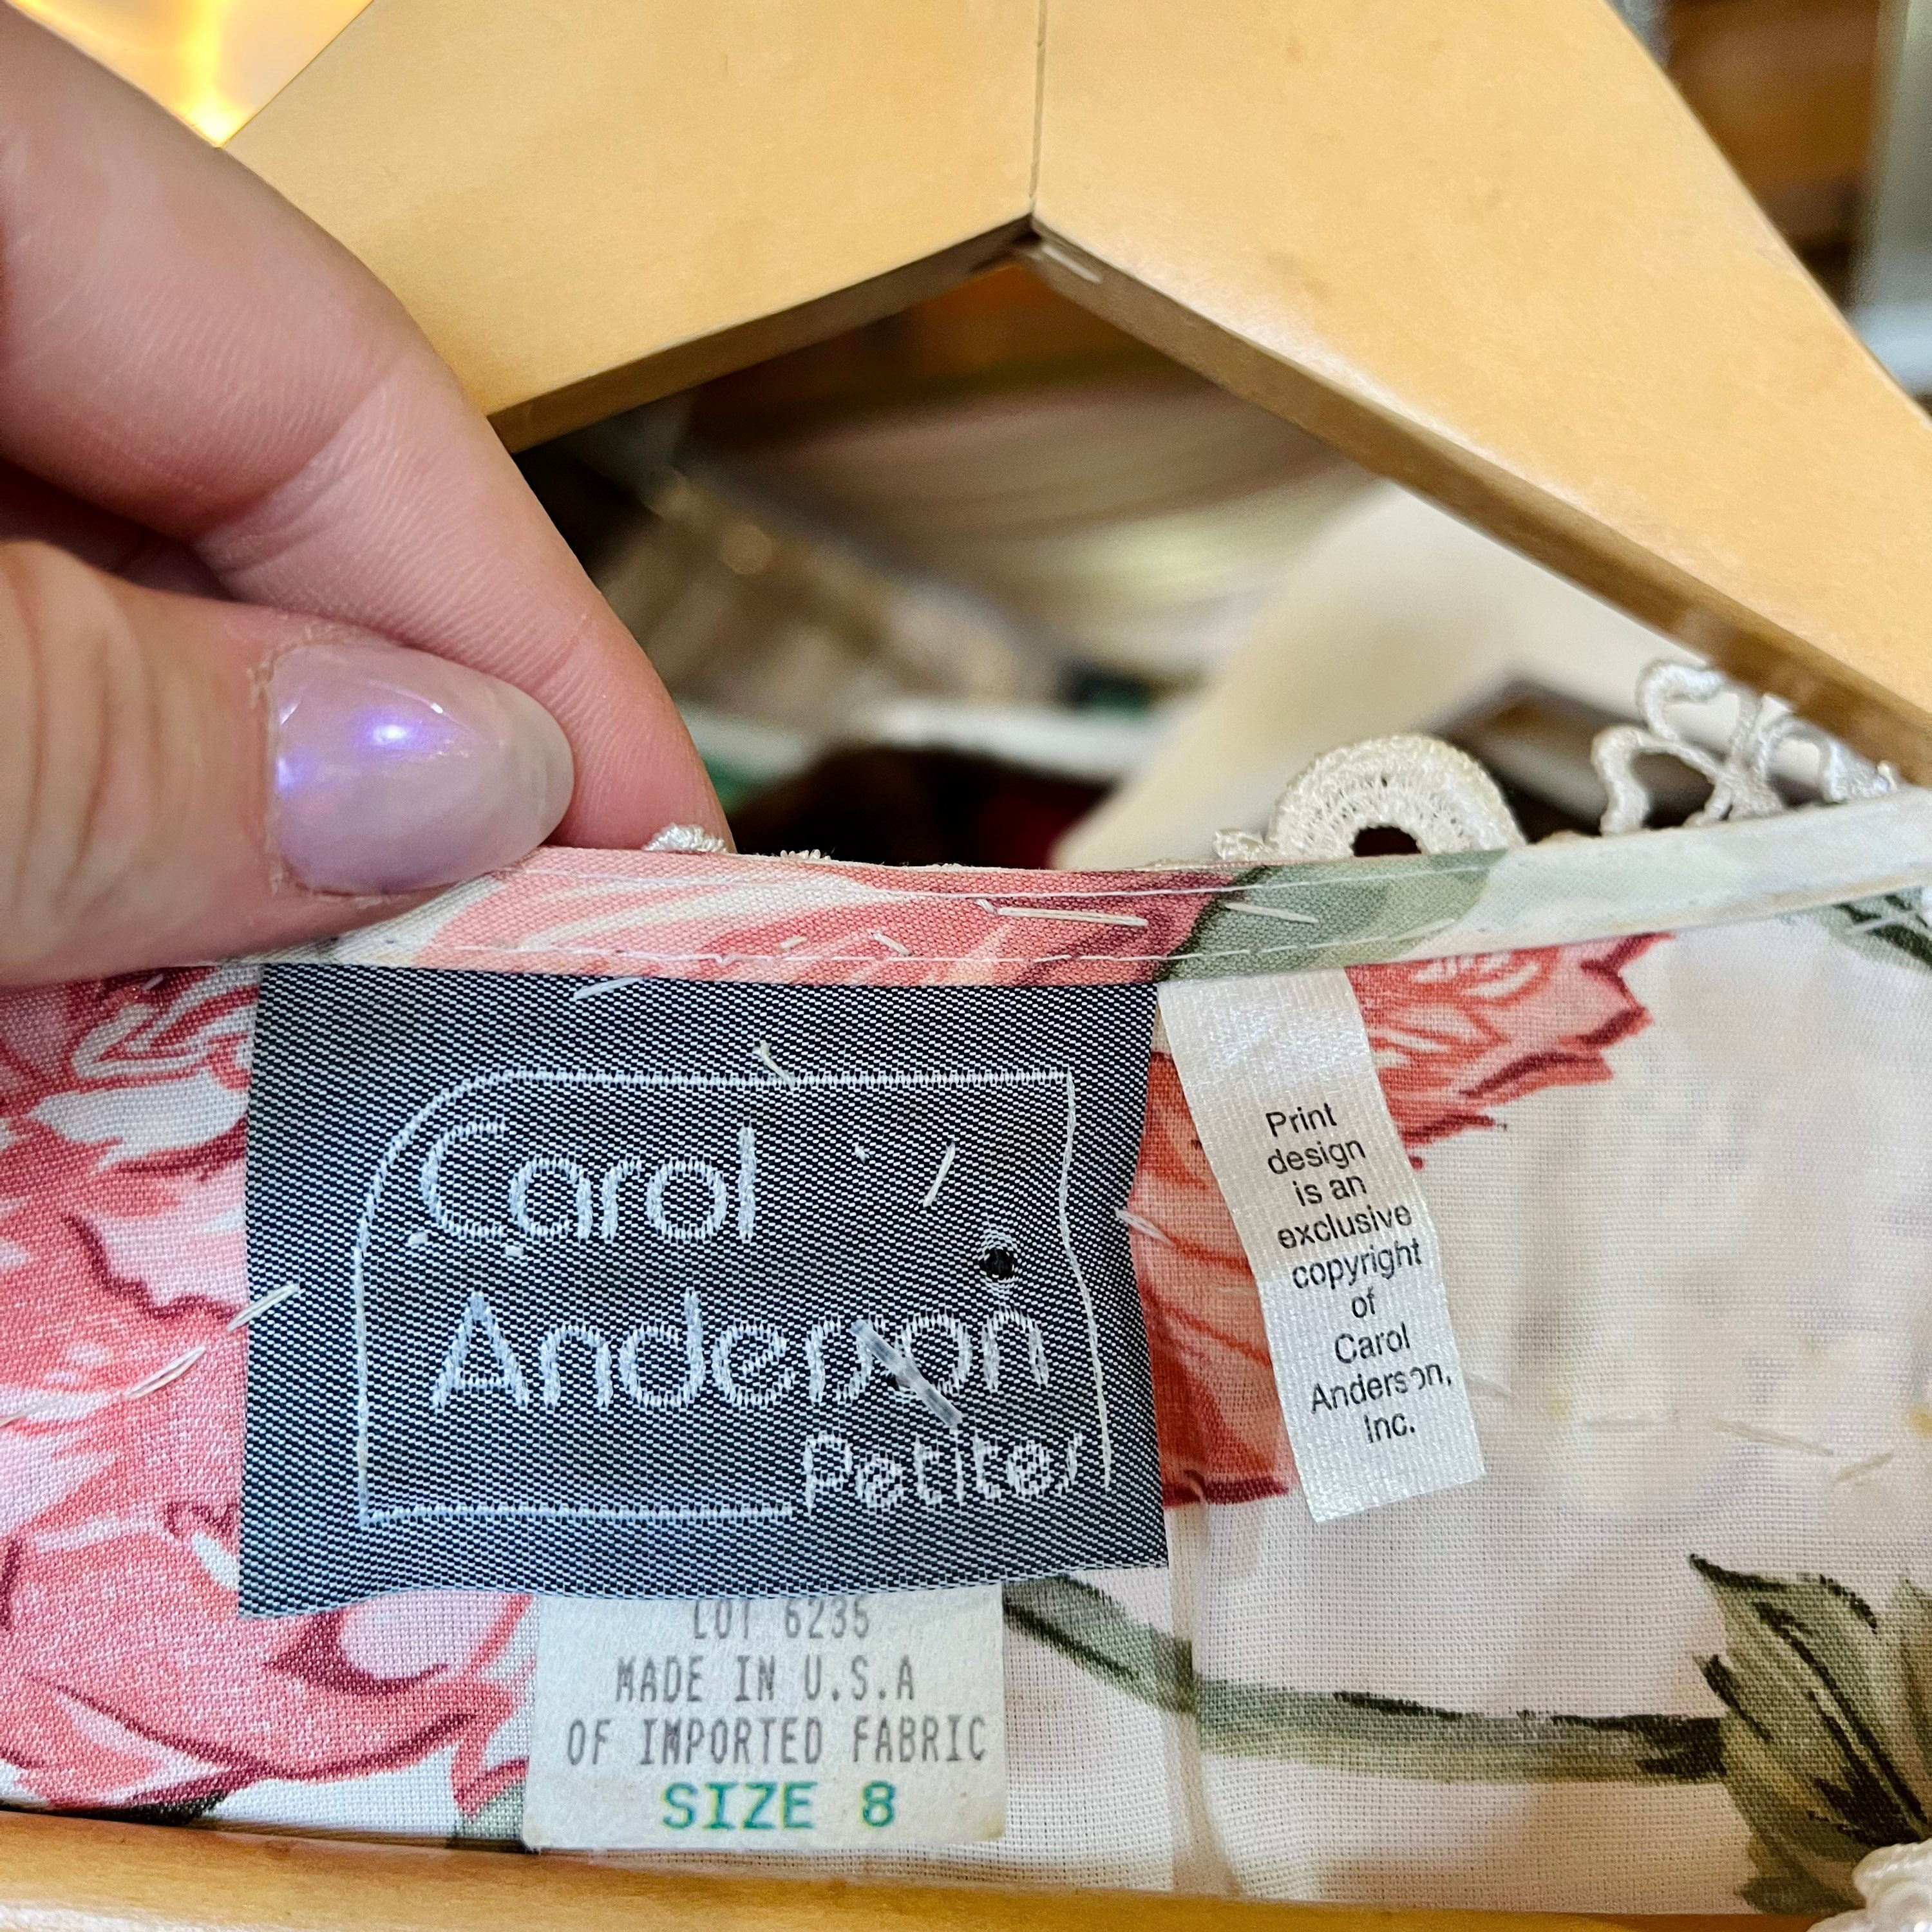 Carol
Anderson
Petites
Print
design
is an
exclusive
copyright
of
Carol
Anderson,
Inc.
LOT 6235
MADE IN U.S.A
OF IMPORTED FABRIC
SIZE 8